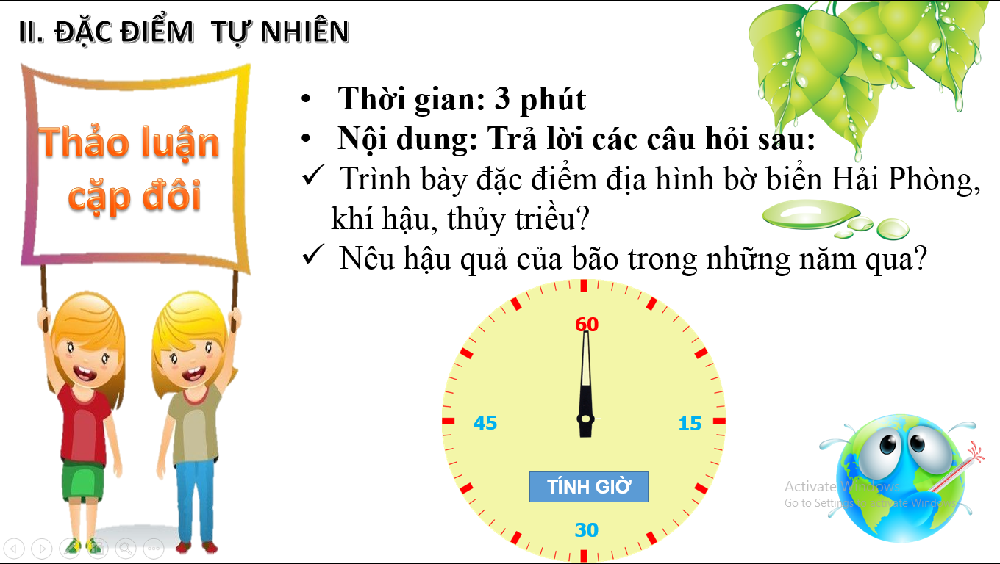 II. ĐẶC ĐIỂM TỰ NHIÊN
Thảo luận
cặp đôi
• Thời gian: 3 phút
• Nội dung: Trả lời các câu hỏi sau:
✓ Trình bày đặc điểm địa hình bờ biển Hải Phòng,
khí hậu, thủy triều?
✓ Nêu hậu quả của bão trong những năm qua?
60
45
15
TÍNH GIỜ
30
Activate Windows
Go to Settings to activate Windows.